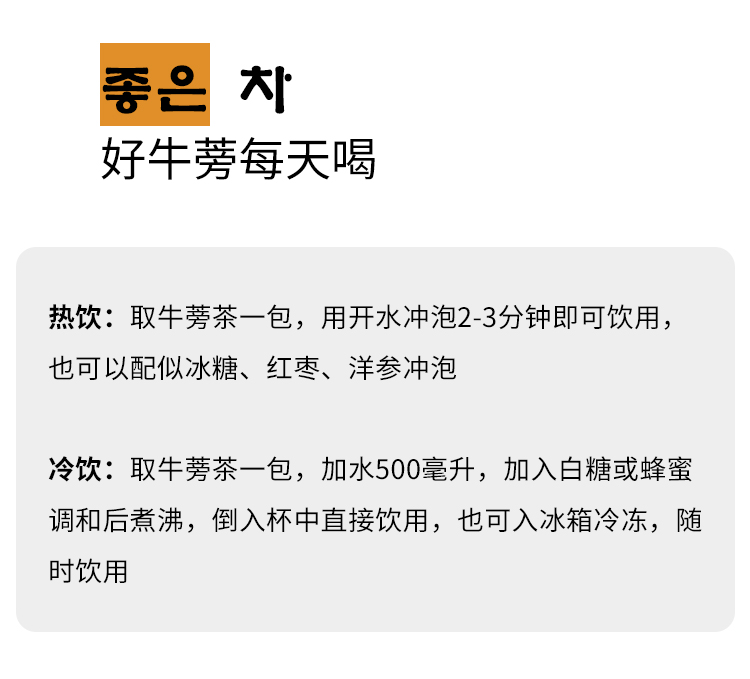 좋은 차
好牛蒡每天喝
热饮：取牛蒡茶一包，用开水冲泡2-3分钟即可饮用，
也可以配似冰糖、红枣、洋参冲泡
冷饮：取牛蒡茶一包，加水500毫升，加入白糖或蜂蜜
调和后煮沸，倒入杯中直接饮用，也可入冰箱冷冻，随
时饮用